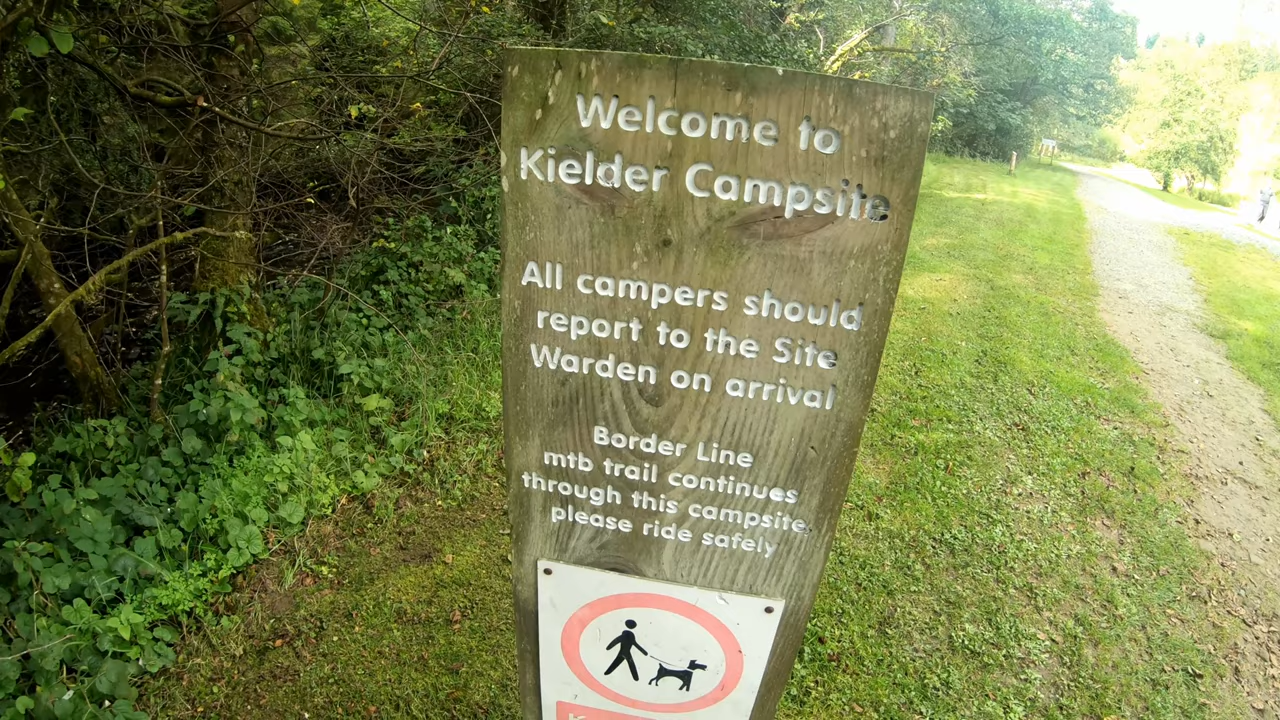 Welcome to
Kielder Campsite
All campers should
report to the Site
Warden on arrival
Border Line
mtb trail continues
through this campsite,
please ride safely